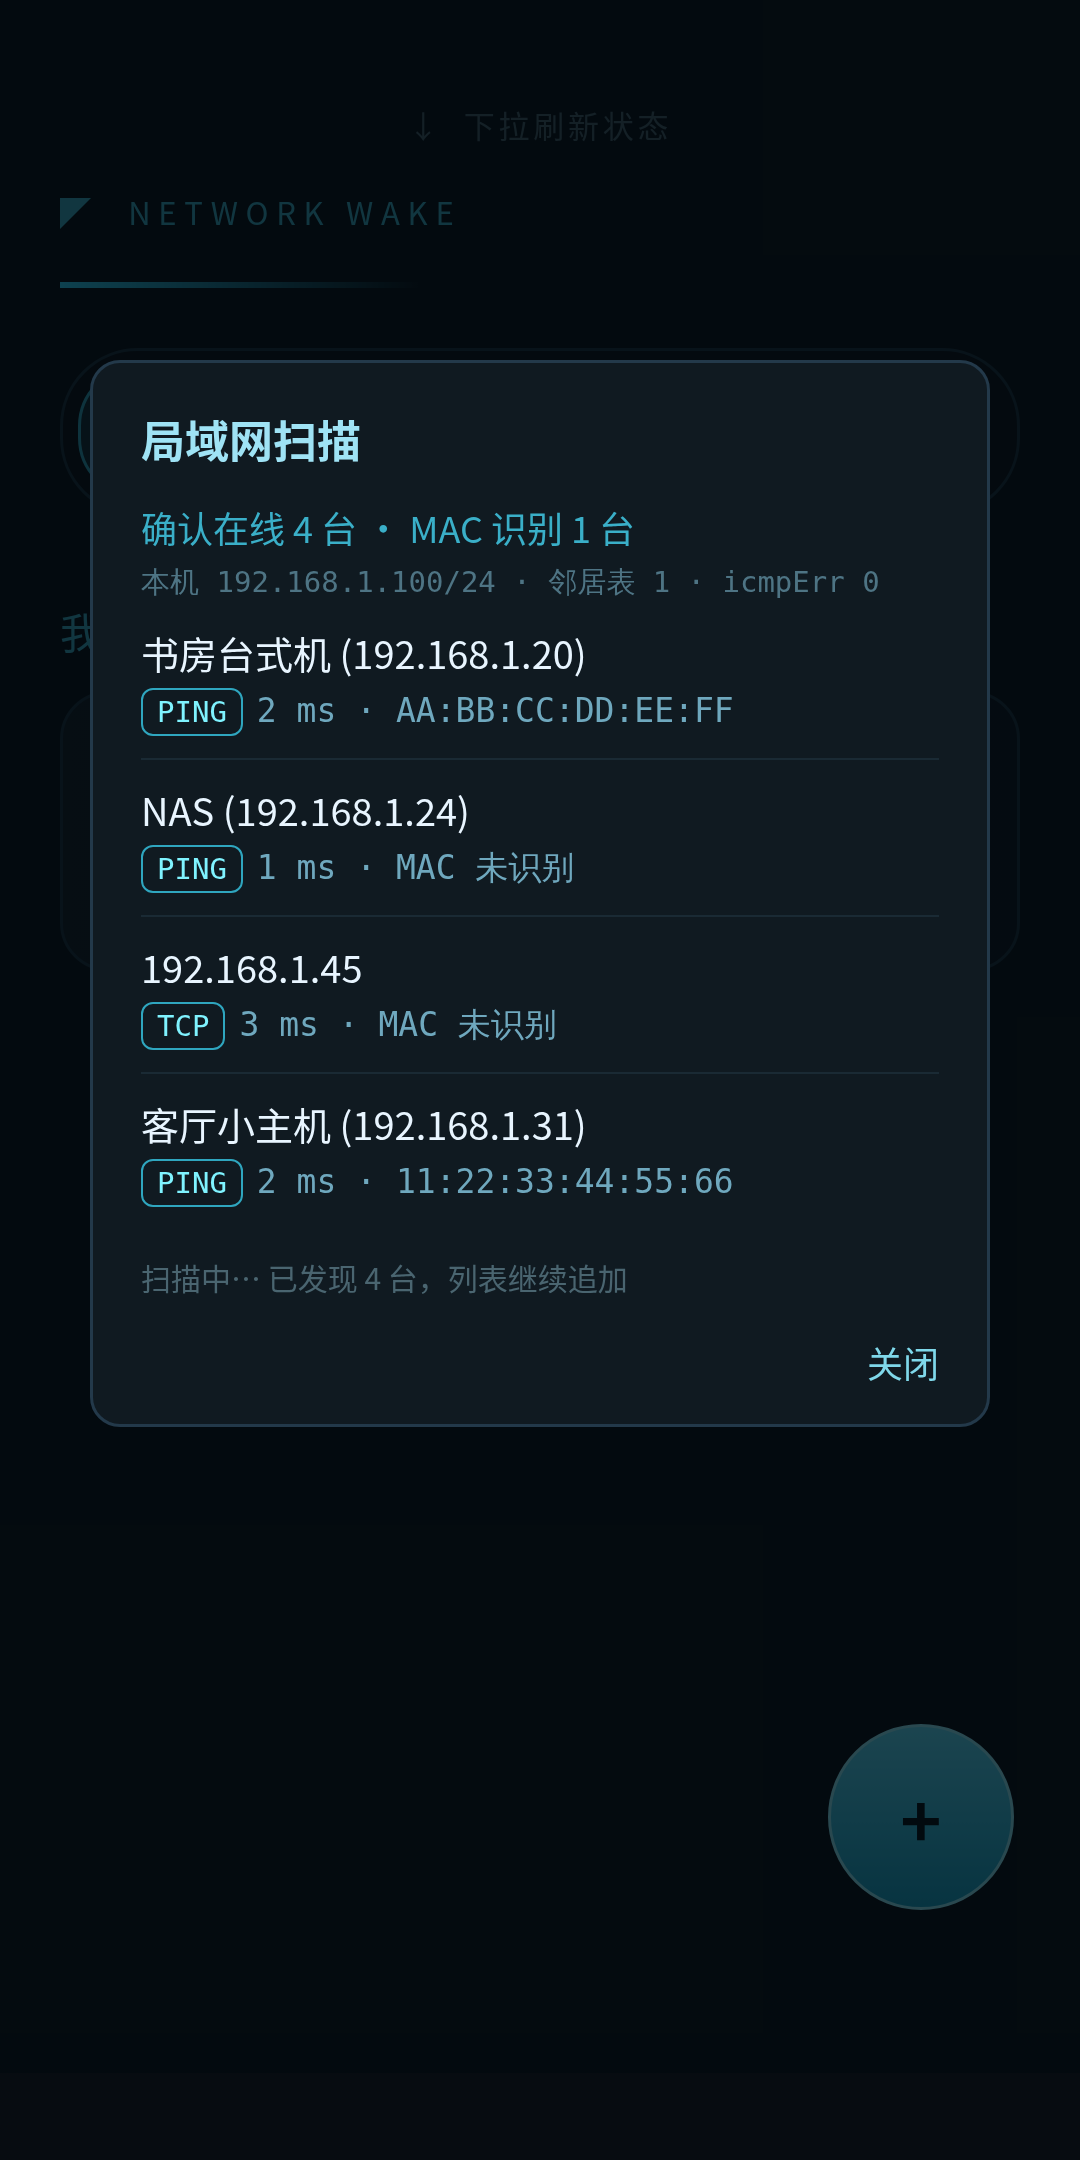 ↓ 下拉刷新状态
NETWORK WAKE
局域网扫描
确认在线 4 台 · MAC 识别 1 台
本机 192.168.1.100/24 · 邻居表 1 · icmpErr 0
我
书房台式机 (192.168.1.20)
PING 2 ms · AA:BB:CC:DD:EE:FF
NAS (192.168.1.24)
PING 1 ms · MAC 未识别
192.168.1.45
TCP 3 ms · MAC 未识别
客厅小主机 (192.168.1.31)
PING 2 ms · 11:22:33:44:55:66
扫描中… 已发现 4 台，列表继续追加
关闭
+